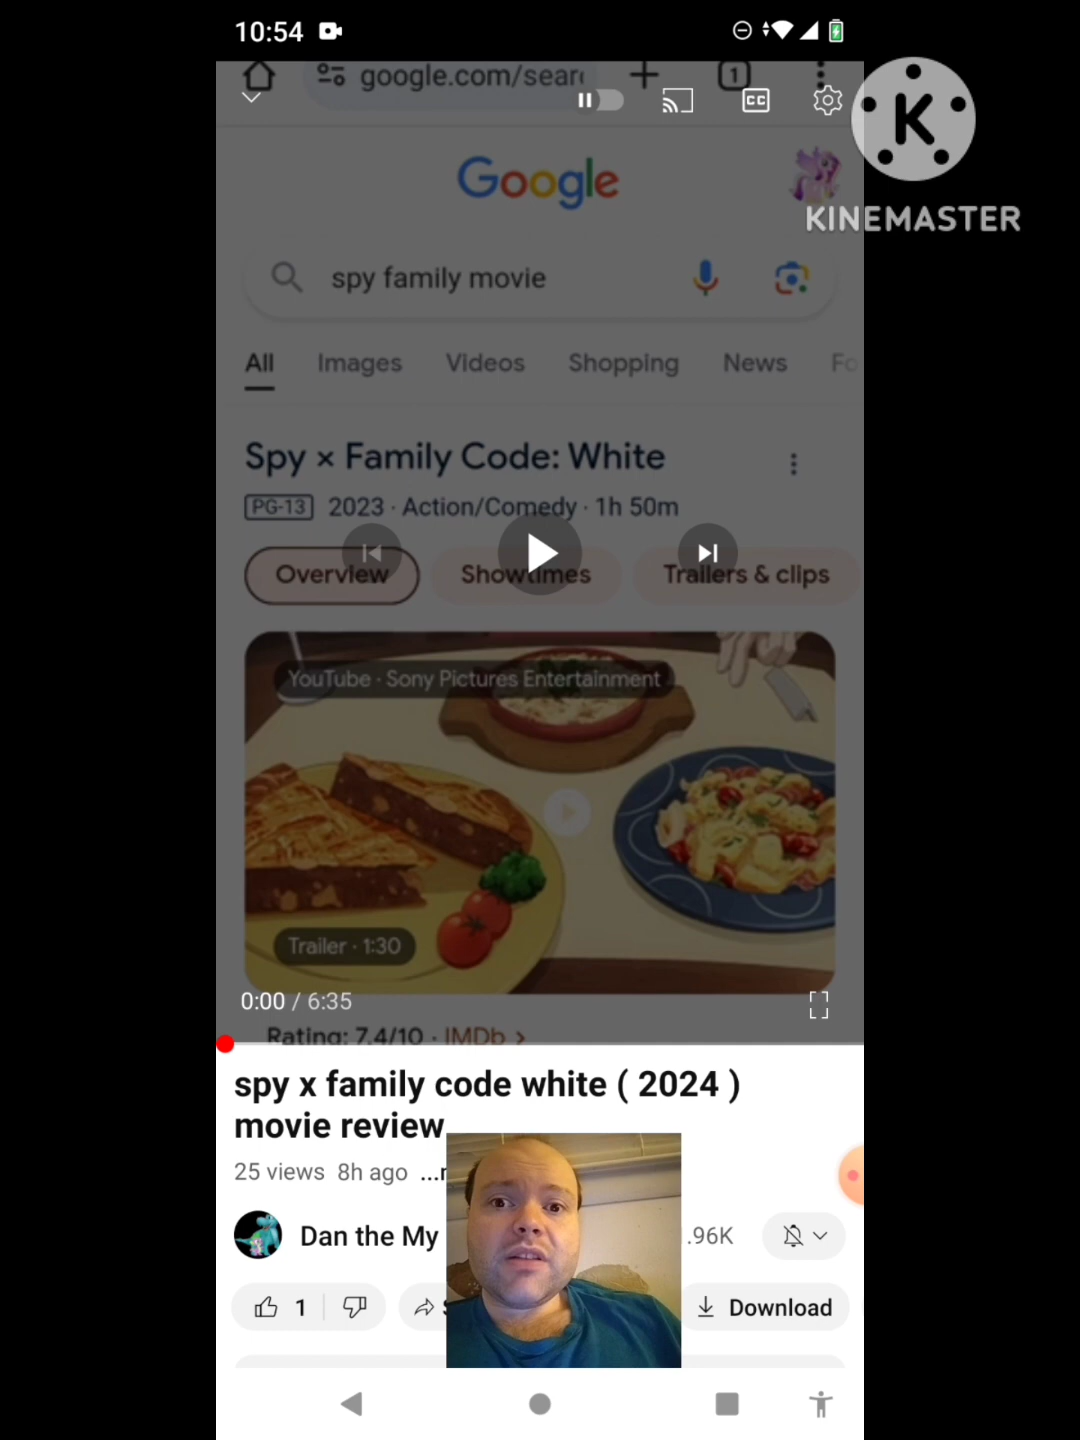 10:54
google.com/sear
1
CC
K
KINEMASTER
Google
spy family movie
All Images Videos Shopping News Fo
Spy × Family Code: White
PG-13 2023 · Action/Comedy · 1h 50m
Overview Showtimes Trailers & clips
YouTube · Sony Pictures Entertainment
Trailer · 1:30
0:00 / 6:35
Rating: 7.4/10 · IMDb >
spy x family code white ( 2024 )
movie review
25 views 8h ago ...
Dan the My .96K
1 Download